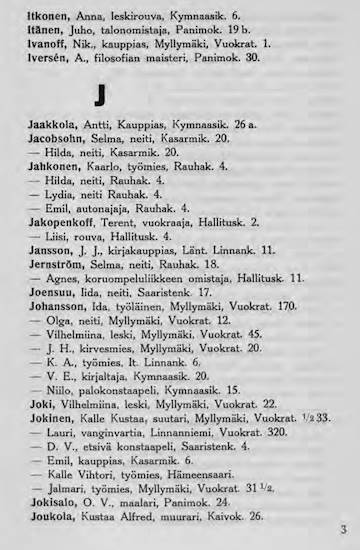 Itkonen, Anna, leskirouva, Kymnaasik. 6.
Itänen, Juho, talonomistaja, Panimok. 19 b.
Ivanoff, Nik., kauppias, Myllymäki, Vuokrat. 1.
Iversén, A., filosofian maisteri, Panimok. 30.
J
Jaakkola, Antti, Kauppias, Kymnaasik. 26 a.
Jacobsohn, Selma, neiti, Kasarmik. 20.
— Hilda, neiti, Kasarmik. 20.
Jahkonen, Kaarlo, työmies, Rauhak. 4.
— Hilda, neiti, Rauhak. 4.
— Lydia, neiti Rauhak. 4.
— Emil, autonajaja, Rauhak. 4.
Jakopenkoff, Terent, vuokraaja, Hallitusk. 2.
— Liisi, rouva, Hallitusk. 4.
Jansson, J. J., kirjakauppias, Länt. Linnank. 11.
Jernström, Selma, neiti, Rauhak. 18.
— Agnes, koruompeluliikkeen omistaja, Hallitusk. 11.
Joensuu, Iida, neiti, Saaristenk. 17.
Johansson, Ida, työläinen, Myllymäki, Vuokrat. 170.
— Olga, neiti, Myllymäki, Vuokrat. 12.
— Vilhelmiina, leski, Myllymäki, Vuokrat. 45.
— J. H., kirvesmies, Myllymäki, Vuokrat. 20.
— K. A., työmies, It. Linnank. 6.
— V. E., kirjaltaja, Kymnaasik. 20.
— Niilo, palokonstaapeli, Kymnaasik. 15.
Joki, Vilhelmiina, leski, Myllymäki, Vuokrat. 22.
Jokinen, Kalle Kustaa, suutari, Myllymäki, Vuokrat. 1/2 33.
— Lauri, vanginvartia, Linnanniemi, Vuokrat. 320.
— D. V., etsivä konstaapeli, Saaristenk. 4.
— Emil, kauppias, Kasarmik. 6.
— Kalle Vihtori, työmies, Hämeensaari.
— Jalmari, työmies, Myllymäki, Vuokrat. 31 1/2.
Jokisalo, O. V., maalari, Panimok. 24.
Joukola, Kustaa Alfred, muurari, Kaivok. 26.
3